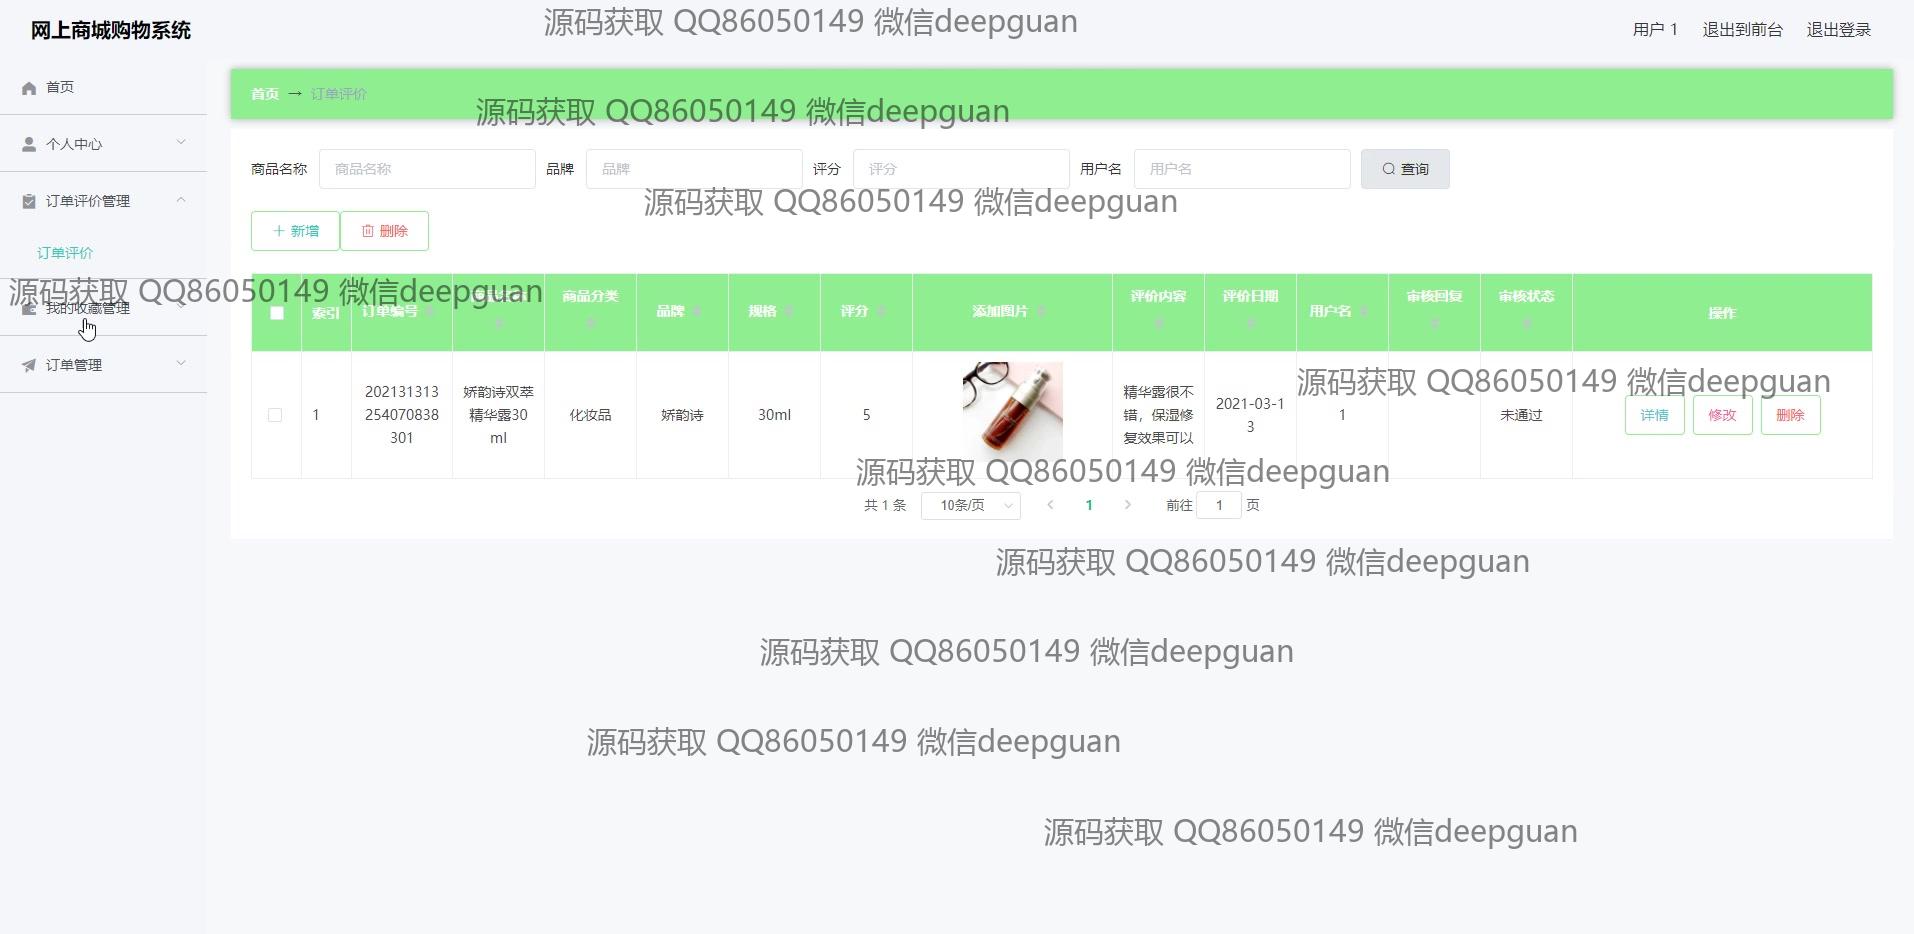 网上商城购物系统
源码获取 QQ86050149 微信deepguan
用户 1 退出到前台 退出登录
首页
个人中心
订单评价管理
订单评价
我的收藏管理
订单管理
首页 → 订单评价
源码获取 QQ86050149 微信deepguan
商品名称 商品名称 品牌 品牌 评分 评分 用户名 用户名 查询
源码获取 QQ86050149 微信deepguan
新增 删除
源码获取 QQ86050149 微信deepguan
索引 订单编号 商品分类 品牌 规格 评分 添加图片 评价内容 评价日期 用户名 审核回复 审核状态 操作
源码获取 QQ86050149 微信deepguan
1
202131313
254070838
301
娇韵诗双萃
精华露30
ml
化妆品
娇韵诗
30ml
5
精华露很不
错，保湿修
复效果可以
2021-03-1
3
1
未通过
详情 修改 删除
源码获取 QQ86050149 微信deepguan
共 1 条 10条/页 1 前往 1 页
源码获取 QQ86050149 微信deepguan
源码获取 QQ86050149 微信deepguan
源码获取 QQ86050149 微信deepguan
源码获取 QQ86050149 微信deepguan